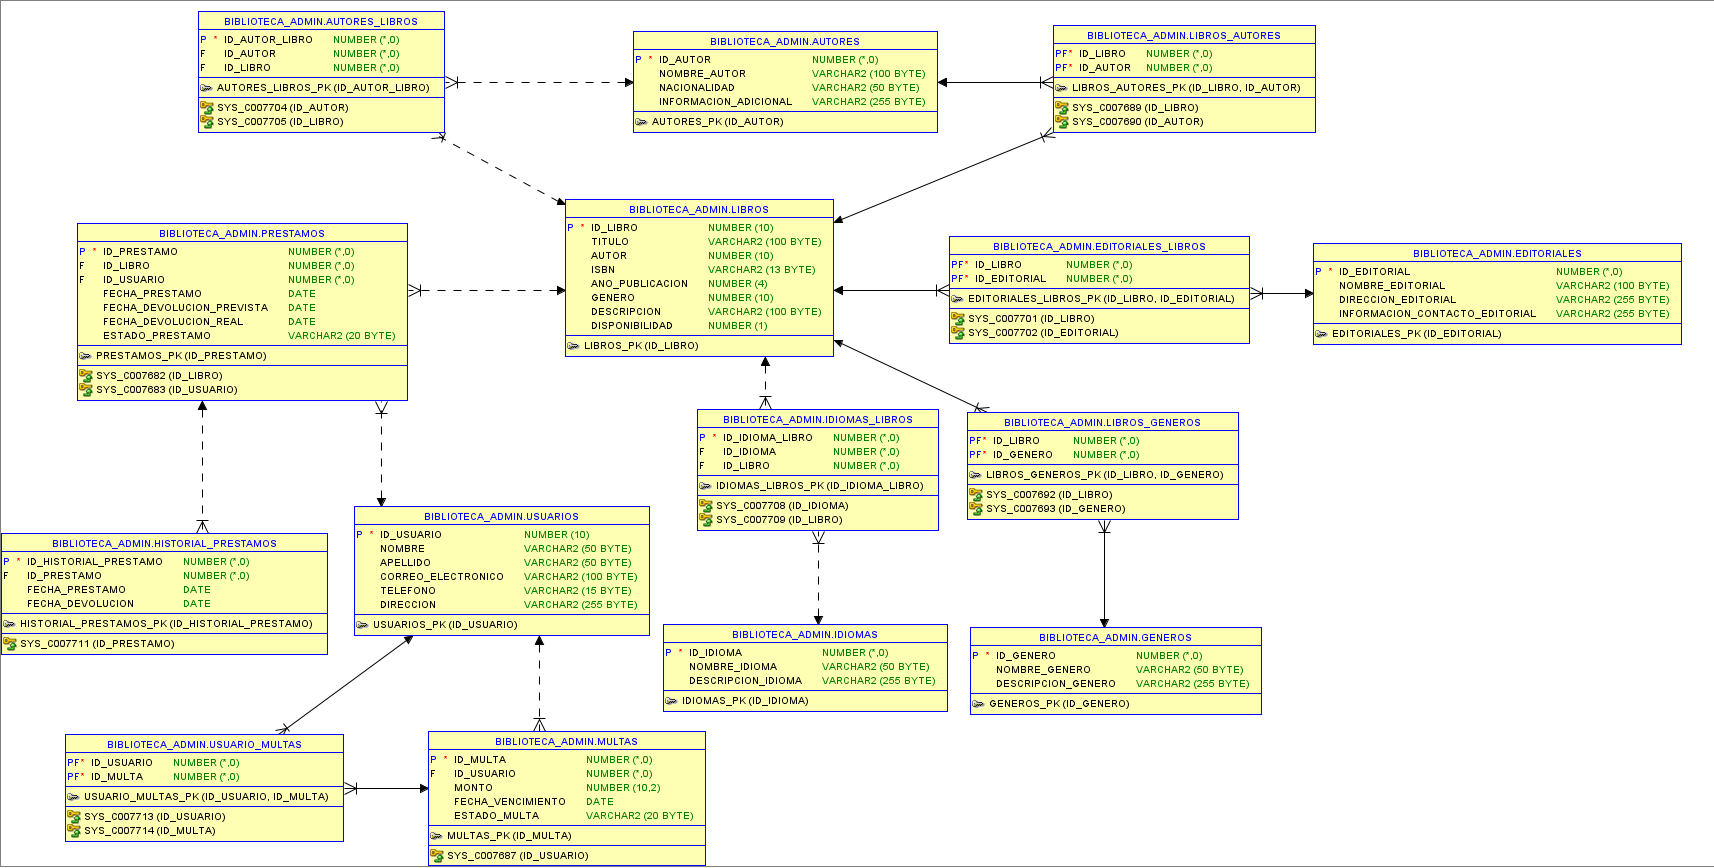 BIBLIOTECA_ADMIN.AUTORES_LIBROS
P * ID_AUTOR_LIBRO NUMBER (*,0)
F ID_AUTOR NUMBER (*,0)
F ID_LIBRO NUMBER (*,0)
AUTORES_LIBROS_PK (ID_AUTOR_LIBRO)
SYS_C007704 (ID_AUTOR)
SYS_C007705 (ID_LIBRO)
BIBLIOTECA_ADMIN.AUTORES
P * ID_AUTOR NUMBER (*,0)
NOMBRE_AUTOR VARCHAR2 (100 BYTE)
NACIONALIDAD VARCHAR2 (50 BYTE)
INFORMACION_ADICIONAL VARCHAR2 (255 BYTE)
AUTORES_PK (ID_AUTOR)
BIBLIOTECA_ADMIN.LIBROS_AUTORES
PF* ID_LIBRO NUMBER (*,0)
PF* ID_AUTOR NUMBER (*,0)
LIBROS_AUTORES_PK (ID_LIBRO, ID_AUTOR)
SYS_C007689 (ID_LIBRO)
SYS_C007690 (ID_AUTOR)
BIBLIOTECA_ADMIN.PRESTAMOS
P * ID_PRESTAMO NUMBER (*,0)
F ID_LIBRO NUMBER (*,0)
F ID_USUARIO NUMBER (*,0)
FECHA_PRESTAMO DATE
FECHA_DEVOLUCION_PREVISTA DATE
FECHA_DEVOLUCION_REAL DATE
ESTADO_PRESTAMO VARCHAR2 (20 BYTE)
PRESTAMOS_PK (ID_PRESTAMO)
SYS_C007682 (ID_LIBRO)
SYS_C007683 (ID_USUARIO)
BIBLIOTECA_ADMIN.LIBROS
P * ID_LIBRO NUMBER (10)
TITULO VARCHAR2 (100 BYTE)
AUTOR NUMBER (10)
ISBN VARCHAR2 (13 BYTE)
ANO_PUBLICACION NUMBER (4)
GENERO NUMBER (10)
DESCRIPCION VARCHAR2 (100 BYTE)
DISPONIBILIDAD NUMBER (1)
LIBROS_PK (ID_LIBRO)
BIBLIOTECA_ADMIN.EDITORIALES_LIBROS
PF* ID_LIBRO NUMBER (*,0)
PF* ID_EDITORIAL NUMBER (*,0)
EDITORIALES_LIBROS_PK (ID_LIBRO, ID_EDITORIAL)
SYS_C007701 (ID_LIBRO)
SYS_C007702 (ID_EDITORIAL)
BIBLIOTECA_ADMIN.EDITORIALES
P * ID_EDITORIAL NUMBER (*,0)
NOMBRE_EDITORIAL VARCHAR2 (100 BYTE)
DIRECCION_EDITORIAL VARCHAR2 (255 BYTE)
INFORMACION_CONTACTO_EDITORIAL VARCHAR2 (255 BYTE)
EDITORIALES_PK (ID_EDITORIAL)
BIBLIOTECA_ADMIN.IDIOMAS_LIBROS
P * ID_IDIOMA_LIBRO NUMBER (*,0)
F ID_IDIOMA NUMBER (*,0)
F ID_LIBRO NUMBER (*,0)
IDIOMAS_LIBROS_PK (ID_IDIOMA_LIBRO)
SYS_C007708 (ID_IDIOMA)
SYS_C007709 (ID_LIBRO)
BIBLIOTECA_ADMIN.LIBROS_GENEROS
PF* ID_LIBRO NUMBER (*,0)
PF* ID_GENERO NUMBER (*,0)
LIBROS_GENEROS_PK (ID_LIBRO, ID_GENERO)
SYS_C007692 (ID_LIBRO)
SYS_C007693 (ID_GENERO)
BIBLIOTECA_ADMIN.HISTORIAL_PRESTAMOS
P * ID_HISTORIAL_PRESTAMO NUMBER (*,0)
F ID_PRESTAMO NUMBER (*,0)
FECHA_PRESTAMO DATE
FECHA_DEVOLUCION DATE
HISTORIAL_PRESTAMOS_PK (ID_HISTORIAL_PRESTAMO)
SYS_C007711 (ID_PRESTAMO)
BIBLIOTECA_ADMIN.USUARIOS
P * ID_USUARIO NUMBER (10)
NOMBRE VARCHAR2 (50 BYTE)
APELLIDO VARCHAR2 (50 BYTE)
CORREO_ELECTRONICO VARCHAR2 (100 BYTE)
TELEFONO VARCHAR2 (15 BYTE)
DIRECCION VARCHAR2 (255 BYTE)
USUARIOS_PK (ID_USUARIO)
BIBLIOTECA_ADMIN.IDIOMAS
P * ID_IDIOMA NUMBER (*,0)
NOMBRE_IDIOMA VARCHAR2 (50 BYTE)
DESCRIPCION_IDIOMA VARCHAR2 (255 BYTE)
IDIOMAS_PK (ID_IDIOMA)
BIBLIOTECA_ADMIN.GENEROS
P * ID_GENERO NUMBER (*,0)
NOMBRE_GENERO VARCHAR2 (50 BYTE)
DESCRIPCION_GENERO VARCHAR2 (255 BYTE)
GENEROS_PK (ID_GENERO)
BIBLIOTECA_ADMIN.USUARIO_MULTAS
PF* ID_USUARIO NUMBER (*,0)
PF* ID_MULTA NUMBER (*,0)
USUARIO_MULTAS_PK (ID_USUARIO, ID_MULTA)
SYS_C007713 (ID_USUARIO)
SYS_C007714 (ID_MULTA)
BIBLIOTECA_ADMIN.MULTAS
P * ID_MULTA NUMBER (*,0)
F ID_USUARIO NUMBER (*,0)
MONTO NUMBER (10,2)
FECHA_VENCIMIENTO DATE
ESTADO_MULTA VARCHAR2 (20 BYTE)
MULTAS_PK (ID_MULTA)
SYS_C007687 (ID_USUARIO)